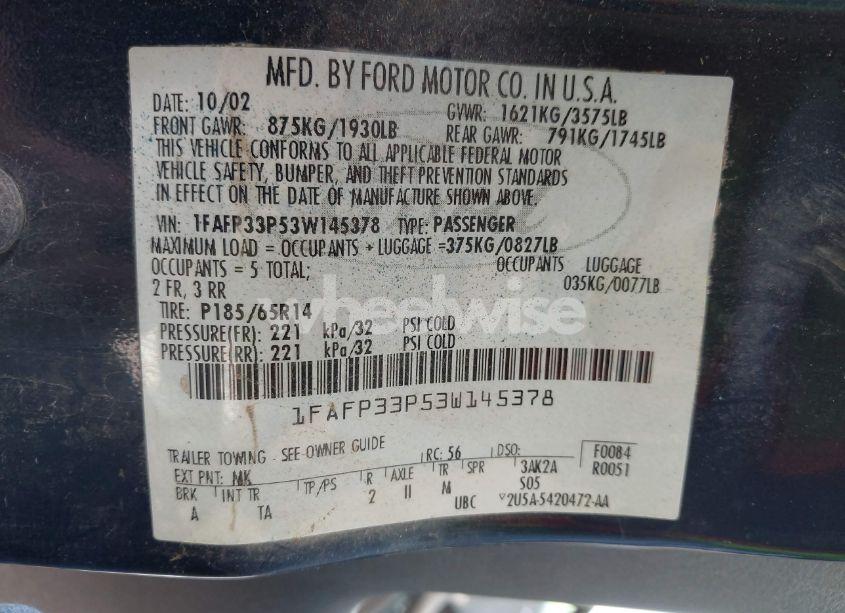 MFD. BY FORD MOTOR CO. IN U.S.A.
DATE: 10/02 GVWR: 1621KG/3575LB
FRONT GAWR: 875KG/1930LB REAR GAWR: 791KG/1745LB
THIS VEHICLE CONFORMS TO ALL APPLICABLE FEDERAL MOTOR
VEHICLE SAFETY, BUMPER, AND THEFT PREVENTION STANDARDS
IN EFFECT ON THE DATE OF MANUFACTURE SHOWN ABOVE.
VIN: 1FAFP33P53W145378 TYPE: PASSENGER
MAXIMUM LOAD = OCCUPANTS + LUGGAGE =375KG/0827LB
OCCUPANTS = 5 TOTAL; OCCUPANTS LUGGAGE
2 FR, 3 RR 035KG/0077LB
TIRE: P185/65R14
wheelwise
PRESSURE(FR): 221 kPa/32 PSI COLD
PRESSURE(RR): 221 kPa/32 PSI COLD
1FAFP33P53W145378
TRAILER TOWING - SEE OWNER GUIDE RC: 56 DSO: F0084
EXT PNT: MK R0051
BRK INT TR TP/PS R AXLE TR SPR 3AK2A
A TA 2 II M S05
UBC V2U5A-5420472-AA